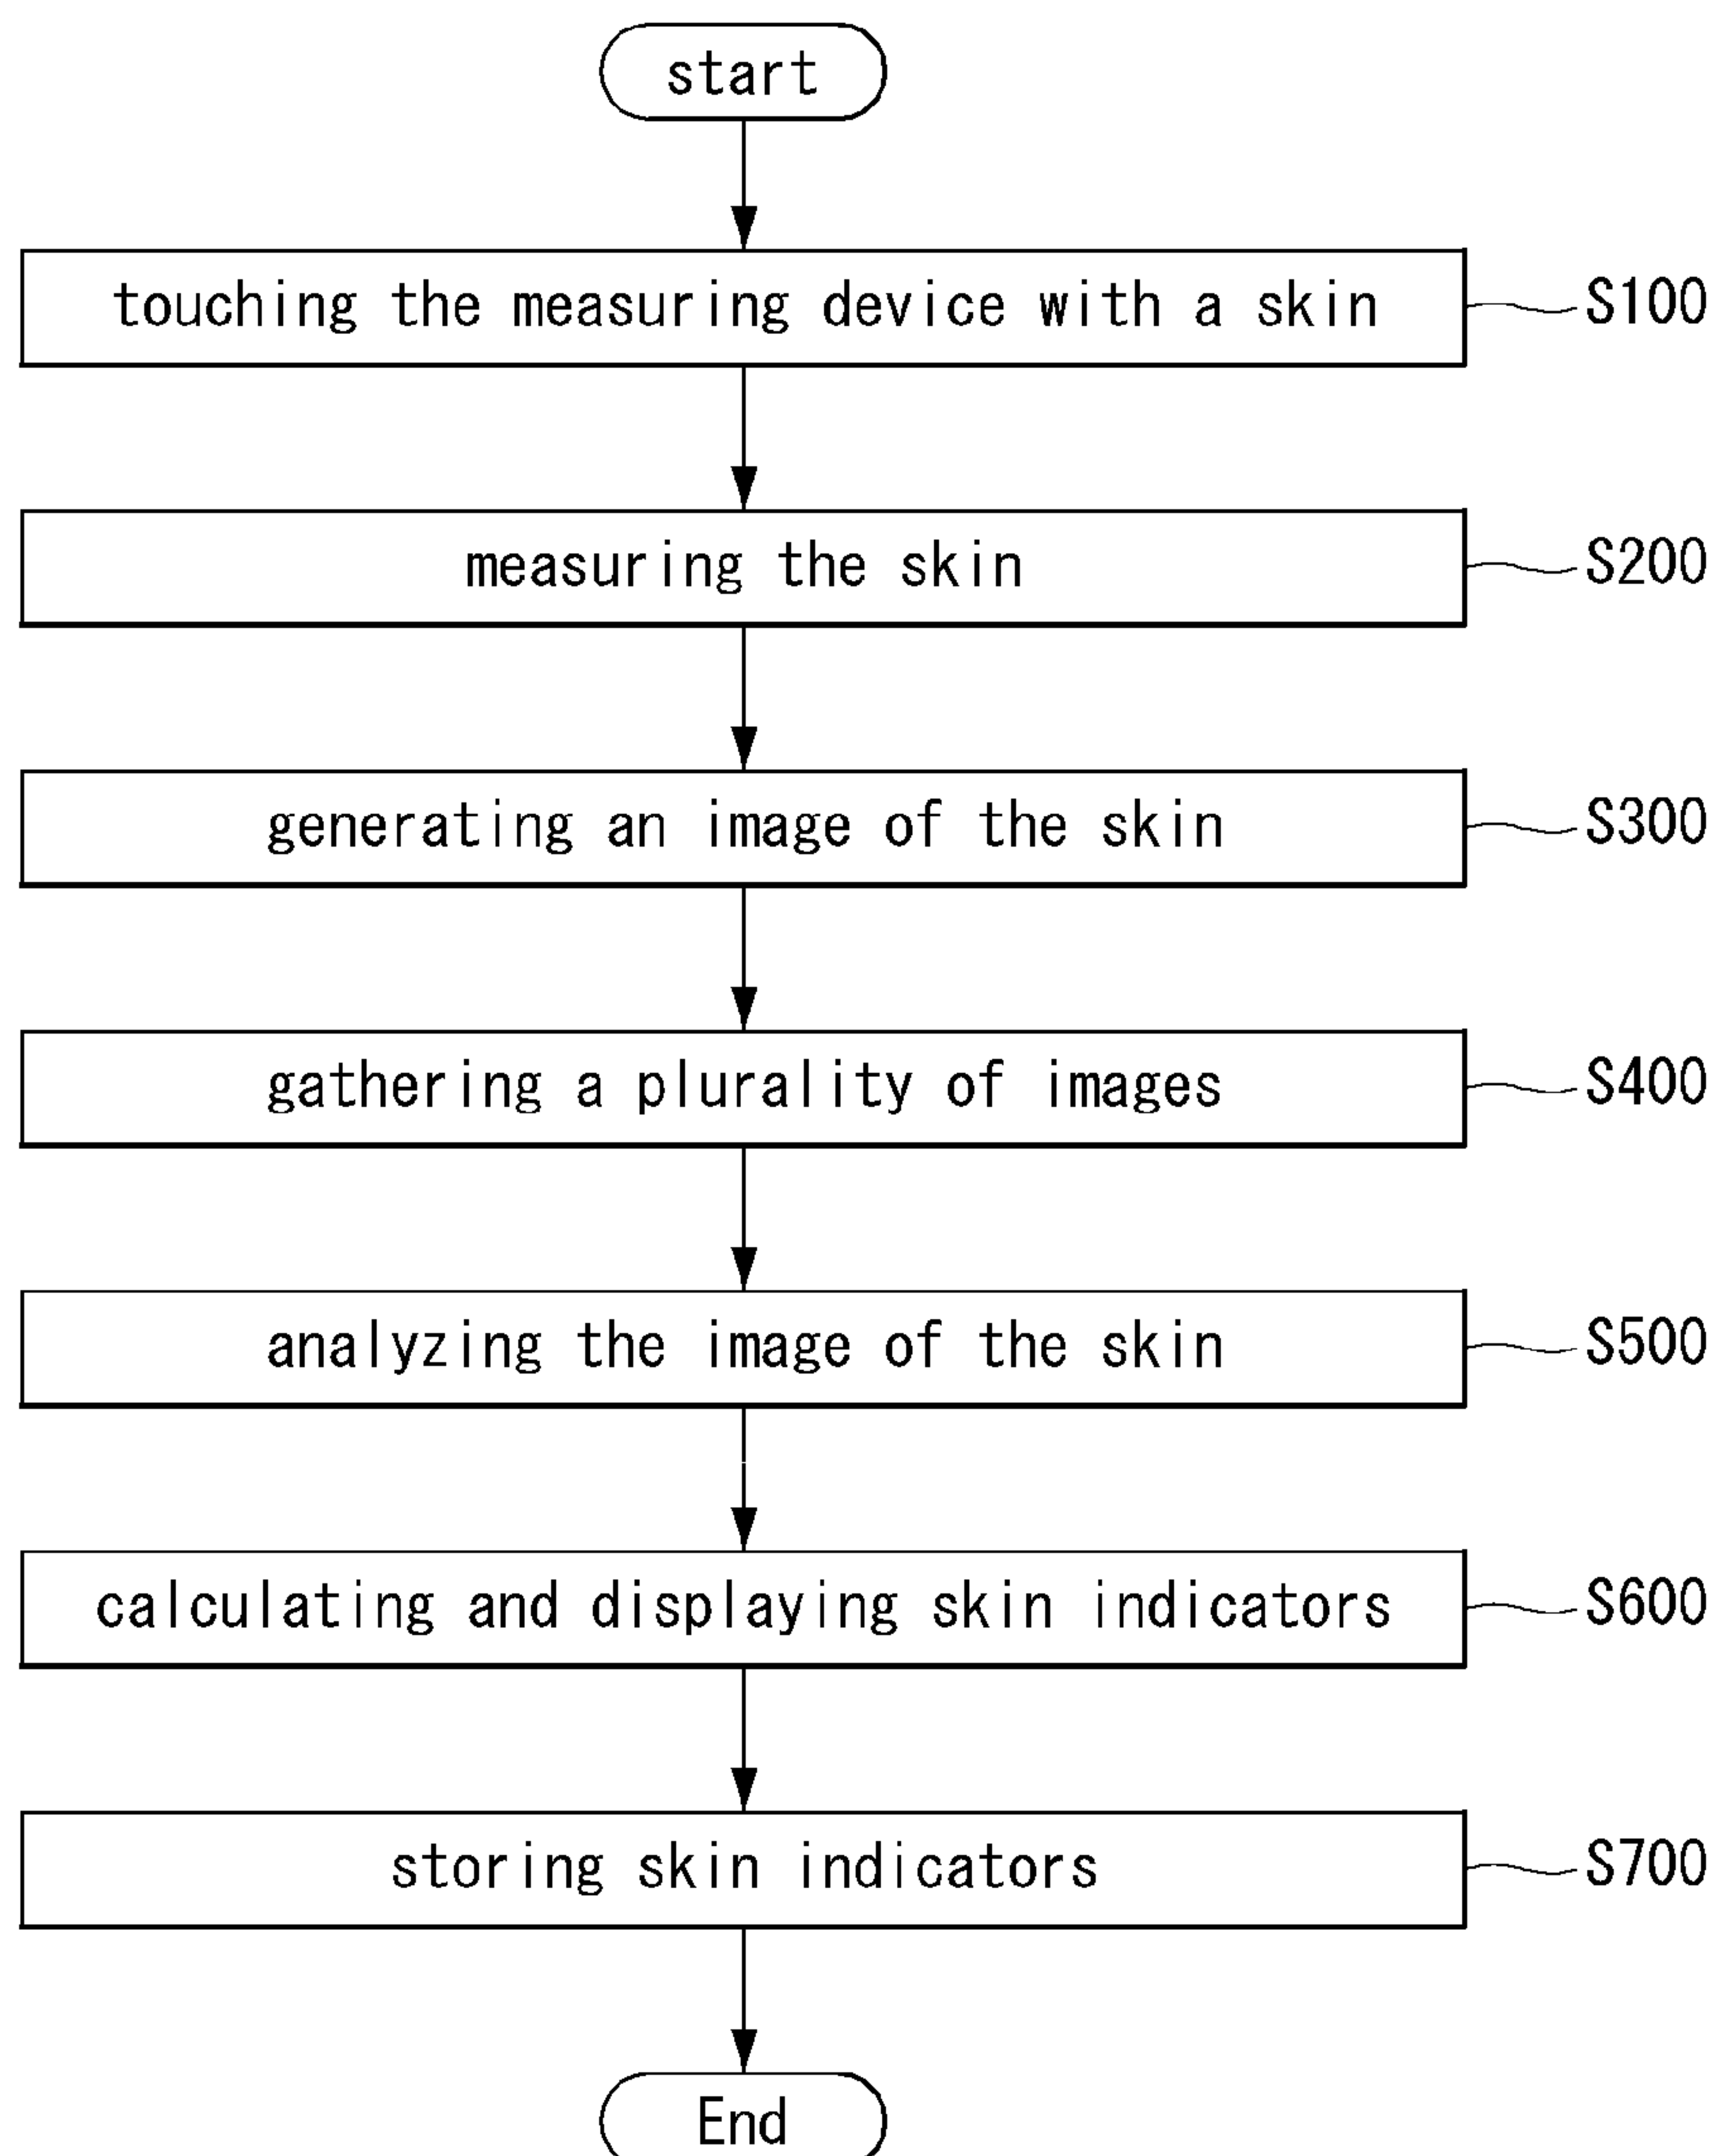 start
touching the measuring device with a skin
S100
measuring the skin
S200
generating an image of the skin
S300
gathering a plurality of images
S400
analyzing the image of the skin
S500
calculating and displaying skin indicators
S600
storing skin indicators
S700
End